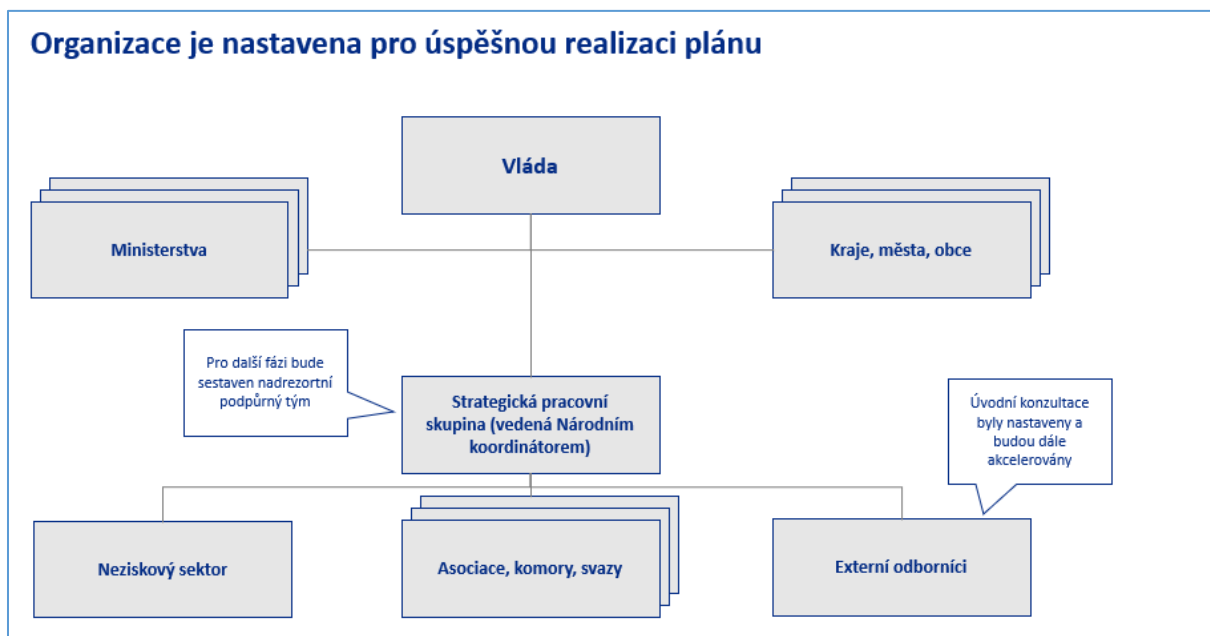 Organizace je nastavena pro úspěšnou realizaci plánu
Vláda
Ministerstva
Kraje, města, obce
Pro další fázi bude
sestaven nadrezortní
podpůrný tým
Strategická pracovní
skupina (vedená Národním
koordinátorem)
Úvodní konzultace
byly nastaveny a
budou dále
akcelerovány
Neziskový sektor
Asociace, komory, svazy
Externí odborníci